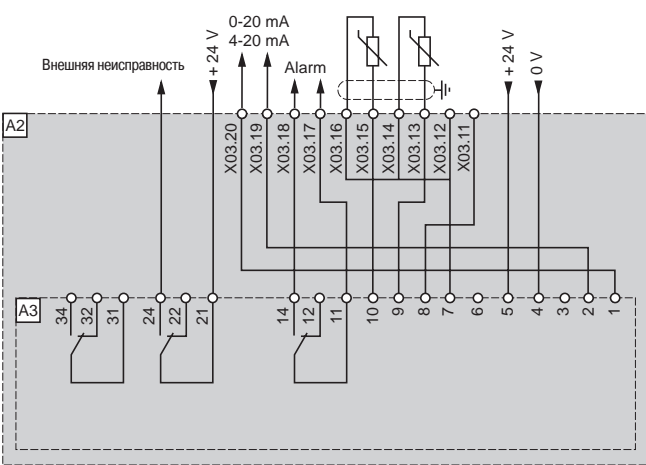 0-20 mA
4-20 mA
Внешняя неисправность
+ 24 V
Alarm
+ 24 V
0 V
A2
X03.20
X03.19
X03.18
X03.17
X03.16
X03.15
X03.14
X03.13
X03.12
X03.11
A3
34
32
31
24
22
21
14
12
11
10
9
8
7
6
5
4
3
2
1